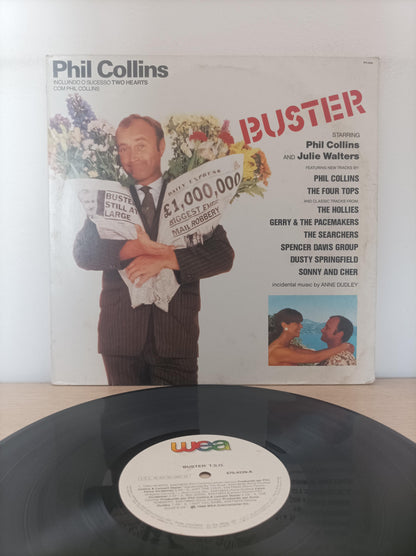 Phil Collins
INCLUINDO O SUCESSO TWO HEARTS
COM PHIL COLLINS
BUSTER
STARRING
Phil Collins
AND Julie Walters
FEATURING NEW TRACKS BY
PHIL COLLINS
THE FOUR TOPS
AND CLASSIC TRACKS FROM
THE HOLLIES
GERRY & THE PACEMAKERS
THE SEARCHERS
SPENCER DAVIS GROUP
DUSTY SPRINGFIELD
SONNY AND CHER
incidental music by ANNE DUDLEY
DAILY EXPRESS
£1,000,000
BIGGEST EVER
MAIL ROBBERY
BUSTER
STILL AT
LARGE
wea
BUSTER T.S.O.